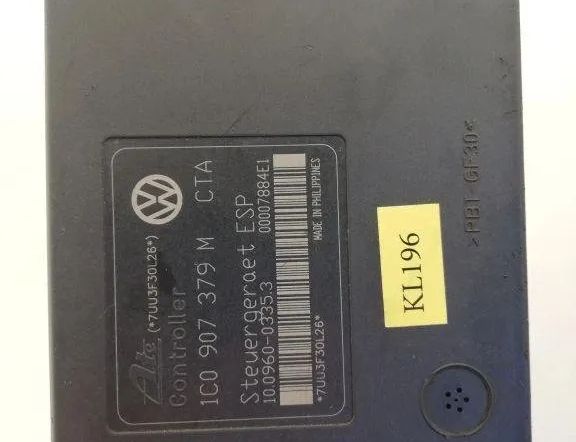 Ate (*7UU3F30L26*)
Controller
1C0 907 379 M CTA
Steuergeraet ESP
10.0960-0335.3 00007884E1
*7UU3F30L26* MADE IN PHILIPPINES
KL196
>PBT-GF30<